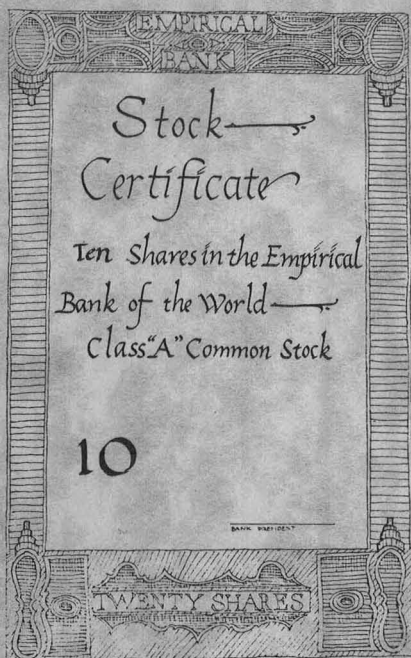 EMPIRICAL
BANK
Stock
Certificate
Ten Shares in the Empirical
Bank of the World
Class "A" Common Stock
10
BANK PRESIDENT
TWENTY SHARES